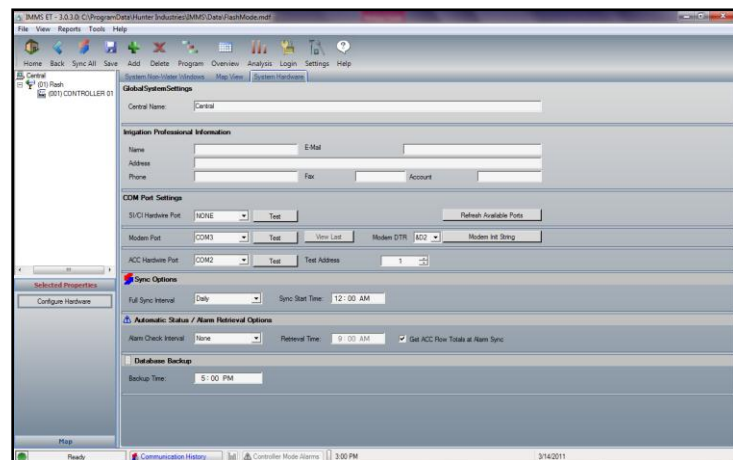 IMMS ET - 3.0.3.0: C:\ProgramData\Hunter Industries\IMMS\Data\FlashMode.mdf
File View Reports Tools Help
Home Back Sync All Save Add Delete Program Overview Analysis Login Settings Help
Central
(01) Flash
(001) CONTROLLER 01
System Non-Water Windows Map View System Hardware
GlobalSystemSettings
Central Name: Central
Irrigation Professional Information
Name E-Mail
Address
Phone Fax Account
COM Port Settings
SI/CI Hardwire Port NONE Test Refresh Available Ports
Modem Port COM3 Test View Last Modem DTR &D2 Modem Init String
ACC Hardwire Port COM2 Test Test Address 1
Sync Options
Full Sync Interval Daily Sync Start Time: 12:00 AM
Automatic Status / Alarm Retrieval Options
Alarm Check Interval None Retrieval Time: 9:00 AM Get ACC Flow Totals at Alarm Sync
Database Backup
Backup Time: 5:00 PM
Selected Properties
Configure Hardware
Map
Ready Communication History Controller Mode Alarms 3:00 PM 3/14/2011